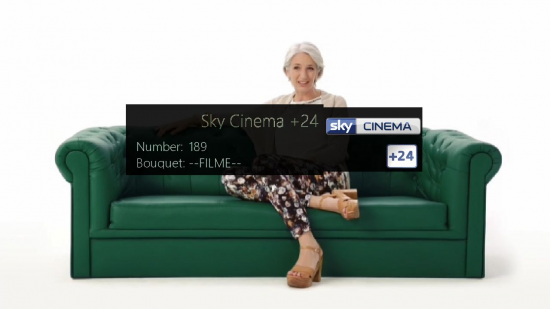 Sky Cinema +24
sky CINEMA
Number: 189
Bouquet: --FILME--
+24